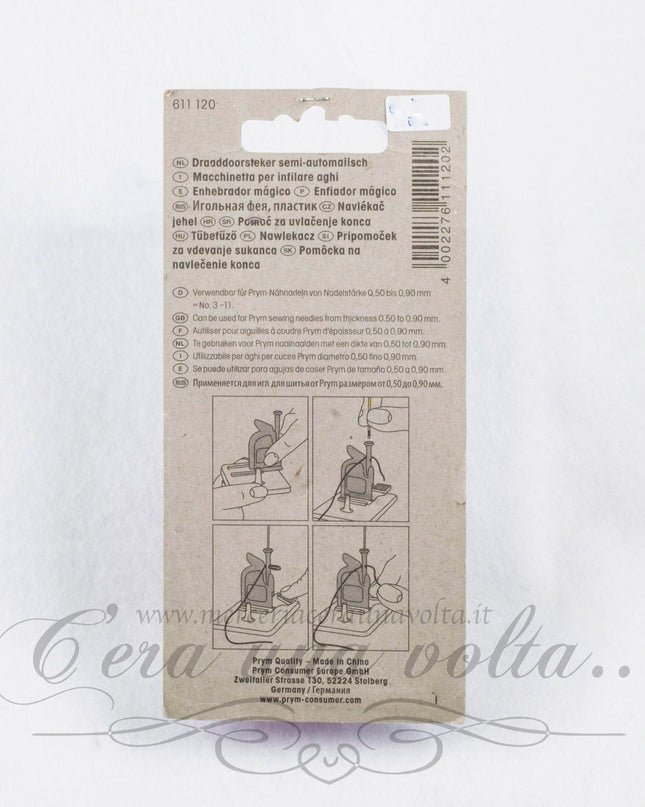 611 120
NL Draaddoorsteker semi-automatisch
I Macchinetta per infilare aghi
E Enhebrador mágico P Enfiador mágico
RUS Игольная фея, пластик CZ Navlékač
jehel HR SR Pomoć za uvlačenje konca
HU Tűbefűző PL Nawlekacz SI Pripomoček
za vdevanje sukanca SK Pomôcka na
navlečenie konca
4 002276 111202
D Verwendbar für Prym-Nähnadeln von Nadelstärke 0,50 bis 0,90 mm
= No. 3 -11.
GB Can be used for Prym sewing needles from thickness 0.50 to 0.90 mm.
F A utiliser pour aiguilles à coudre Prym d'épaisseur 0,50 à 0,90 mm.
NL Te gebruiken voor Prym naainaalden met een dikte van 0,50 tot 0,90 mm.
I Utilizzabile per aghi per cucire Prym diametro 0,50 fino 0,90 mm.
E Se puede utilizar para agujas de coser Prym de tamaño 0,50 a 0,90 mm.
RUS Применяется для игл для шитья от Prym размером от 0,50 до 0,90 мм.
www.merceriaceraunavolta.it
C'era una volta..
Prym Quality – Made in China
Prym Consumer Europe GmbH
Zweifaller Strasse 130, 52224 Stolberg
Germany / Германия
www.prym-consumer.com